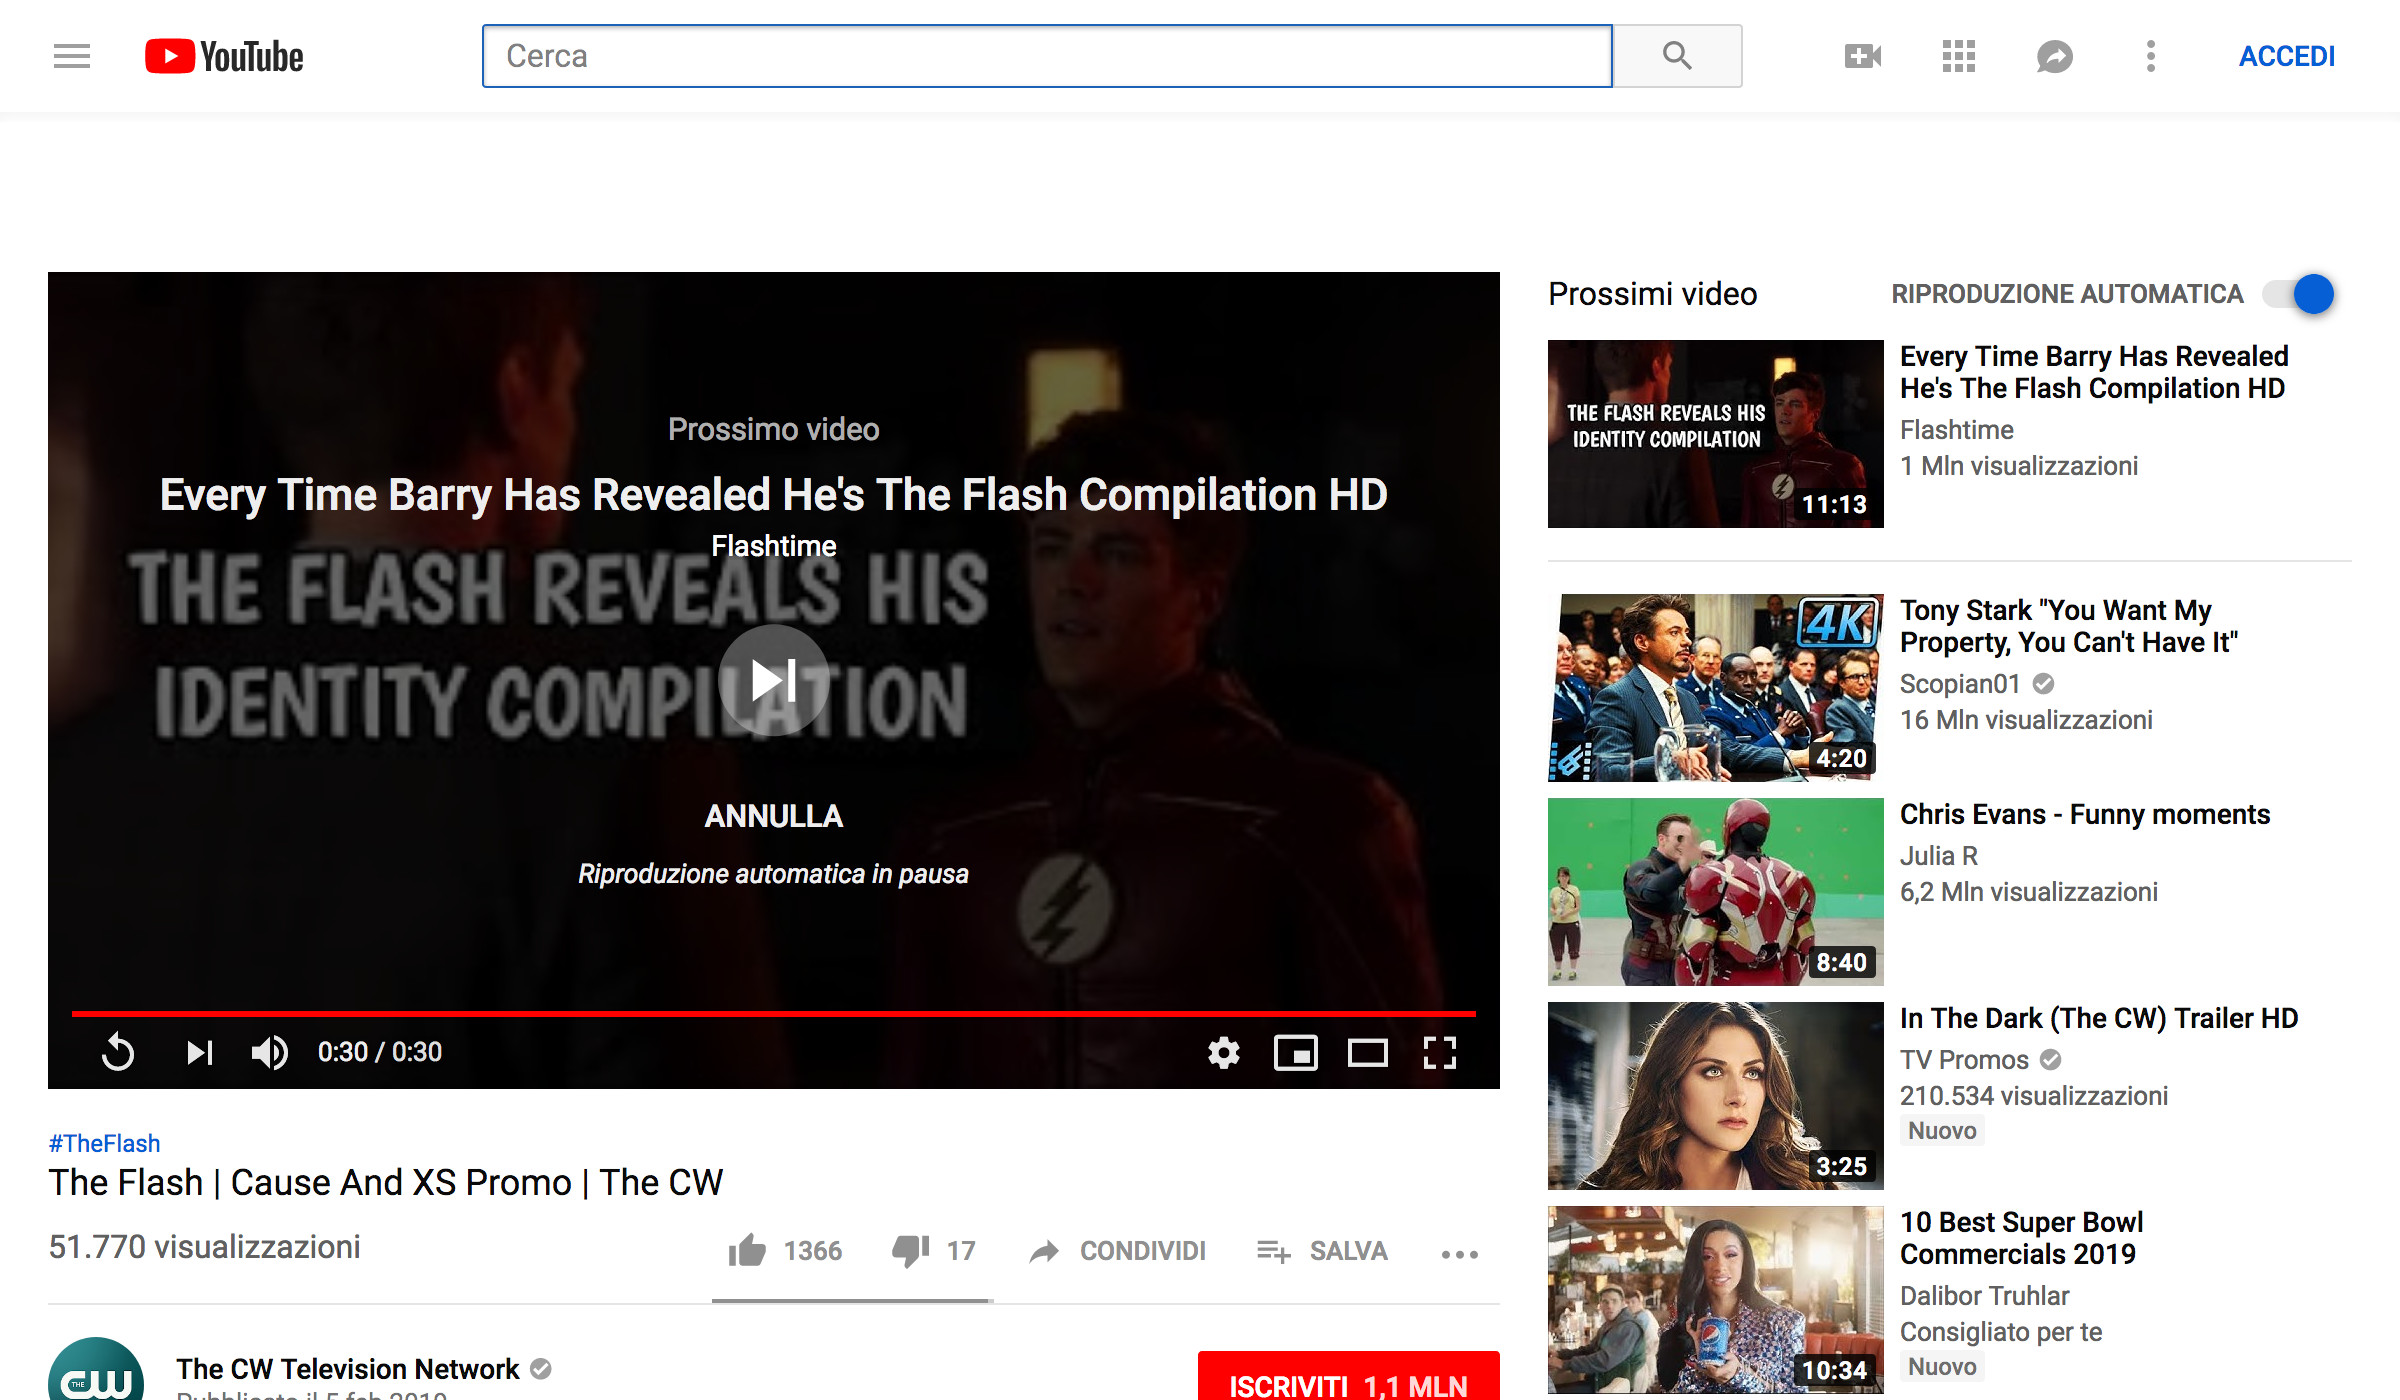 YouTube
Cerca
ACCEDI
Prossimo video
Every Time Barry Has Revealed He's The Flash Compilation HD
Flashtime
THE FLASH REVEALS HIS
IDENTITY COMPILATION
ANNULLA
Riproduzione automatica in pausa
0:30 / 0:30
#TheFlash
The Flash | Cause And XS Promo | The CW
51.770 visualizzazioni
1366
17
CONDIVIDI
SALVA
THE CW
The CW Television Network
Pubblicato il 5 feb 2019
ISCRIVITI 1,1 MLN
Prossimi video
RIPRODUZIONE AUTOMATICA
THE FLASH REVEALS HIS
IDENTITY COMPILATION
11:13
Every Time Barry Has Revealed
He's The Flash Compilation HD
Flashtime
1 Mln visualizzazioni
4K
4:20
Tony Stark "You Want My
Property, You Can't Have It"
Scopian01
16 Mln visualizzazioni
8:40
Chris Evans - Funny moments
Julia R
6,2 Mln visualizzazioni
3:25
In The Dark (The CW) Trailer HD
TV Promos
210.534 visualizzazioni
Nuovo
10:34
10 Best Super Bowl
Commercials 2019
Dalibor Truhlar
Consigliato per te
Nuovo